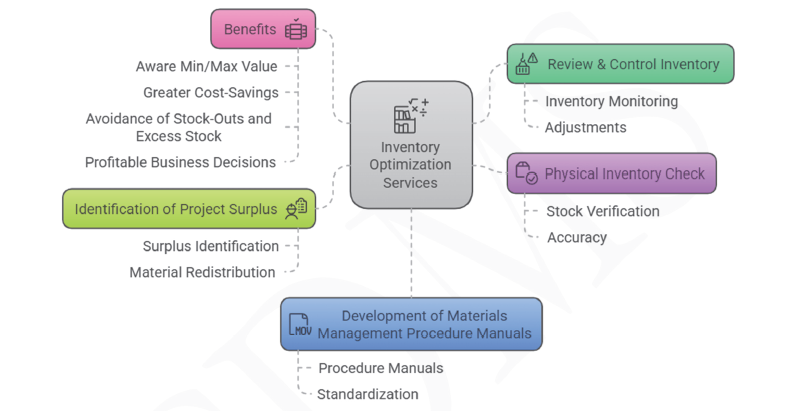 Benefits
Aware Min/Max Value
Greater Cost-Savings
Avoidance of Stock-Outs and
Excess Stock
Profitable Business Decisions
Identification of Project Surplus
Surplus Identification
Material Redistribution
Inventory
Optimization
Services
Review & Control Inventory
Inventory Monitoring
Adjustments
Physical Inventory Check
Stock Verification
Accuracy
MDV
Development of Materials
Management Procedure Manuals
Procedure Manuals
Standardization